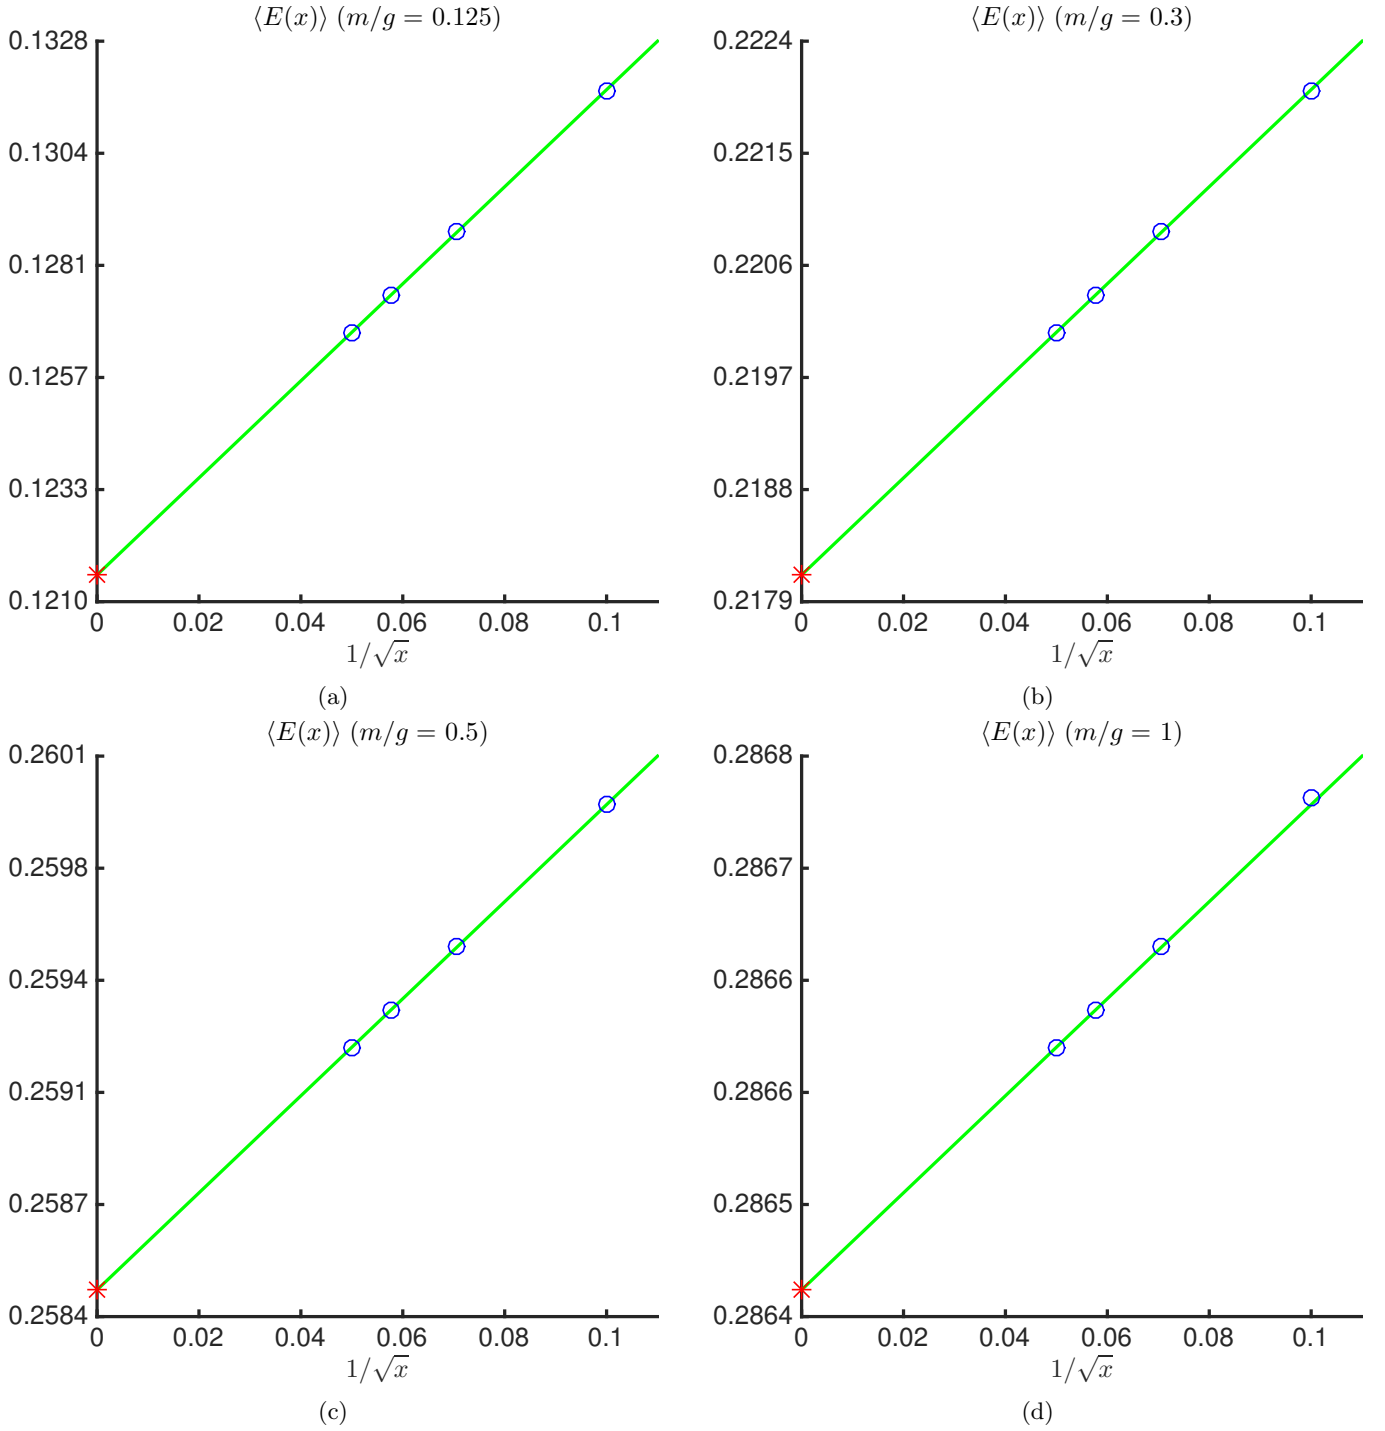 ⟨E(x)⟩ (m/g = 0.125)
0.1328
0.1304
0.1281
0.1257
0.1233
0.1210
0 0.02 0.04 0.06 0.08 0.1
1/√x
(a)
⟨E(x)⟩ (m/g = 0.3)
0.2224
0.2215
0.2206
0.2197
0.2188
0.2179
0 0.02 0.04 0.06 0.08 0.1
1/√x
(b)
⟨E(x)⟩ (m/g = 0.5)
0.2601
0.2598
0.2594
0.2591
0.2587
0.2584
0 0.02 0.04 0.06 0.08 0.1
1/√x
(c)
⟨E(x)⟩ (m/g = 1)
0.2868
0.2867
0.2866
0.2866
0.2865
0.2864
0 0.02 0.04 0.06 0.08 0.1
1/√x
(d)